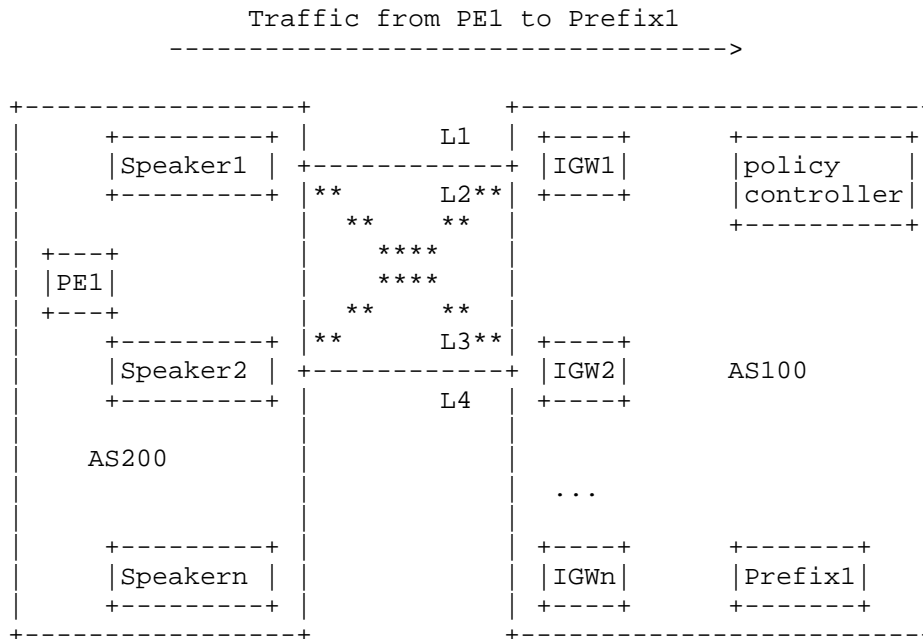 Traffic from PE1 to Prefix1
----------------------------------->
+-----------------+ +-------------------------
| +---------+ | L1 | +----+ +----------+
| |Speaker1 | +------------+ |IGW1| |policy |
| +---------+ |** L2**| +----+ |controller|
| | ** ** | +----------+
| +---+ | **** |
| |PE1| | **** |
| +---+ | ** ** |
| +---------+ |** L3**| +----+
| |Speaker2 | +------------+ |IGW2| AS100
| +---------+ | L4 | +----+
| | |
| AS200 | |
| | | ...
| | |
| +---------+ | | +----+ +-------+
| |Speakern | | | |IGWn| |Prefix1|
| +---------+ | | +----+ +-------+
+-----------------+ +-------------------------